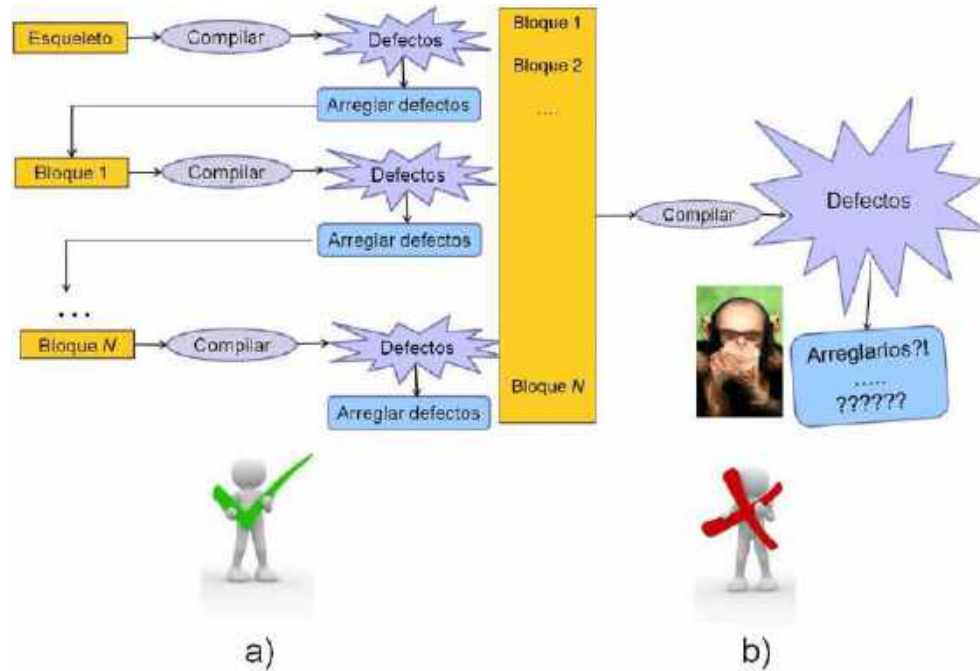 Esqueleto
Compilar
Defectos
Arreglar defectos
Bloque 1
Compilar
Defectos
Arreglar defectos
...
Bloque N
Compilar
Defectos
Arreglar defectos
a)
Bloque 1
Bloque 2
....
Bloque N
Compilar
Defectos
Arreglarios?!
.....
??????
b)